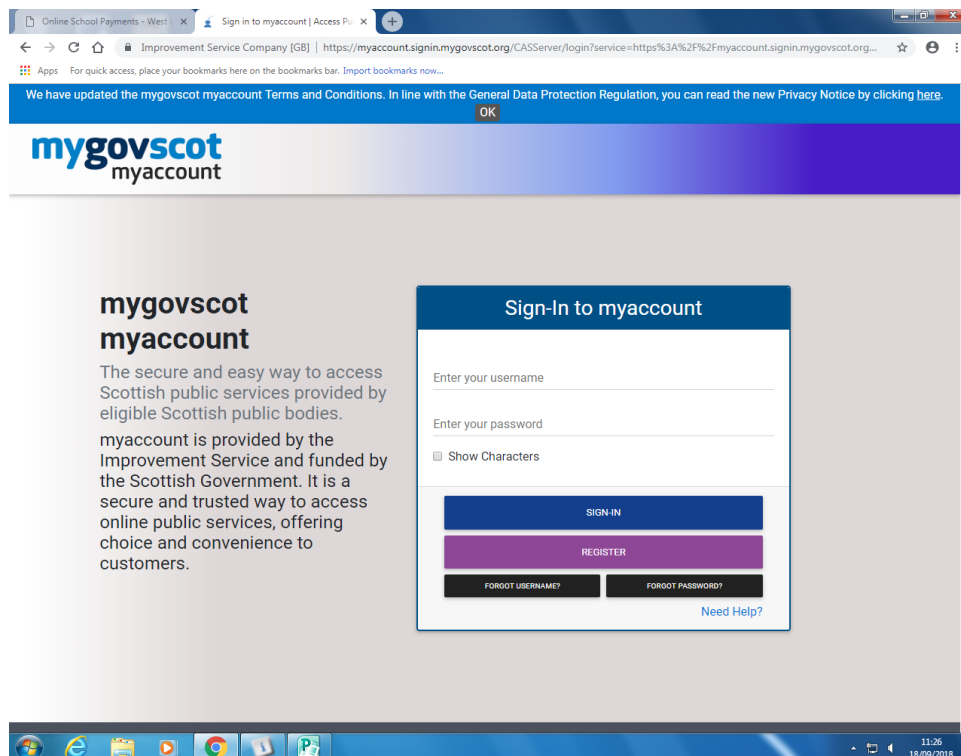 Online School Payments - West
Sign in to myaccount | Access Pu
Improvement Service Company [GB] | https://myaccount.signin.mygovscot.org/CASServer/login?service=https%3A%2F%2Fmyaccount.signin.mygovscot.org...
Apps For quick access, place your bookmarks here on the bookmarks bar. Import bookmarks now...
We have updated the mygovscot myaccount Terms and Conditions. In line with the General Data Protection Regulation, you can read the new Privacy Notice by clicking here.
OK
mygovscot
myaccount
mygovscot
myaccount
The secure and easy way to access
Scottish public services provided by
eligible Scottish public bodies.
myaccount is provided by the
Improvement Service and funded by
the Scottish Government. It is a
secure and trusted way to access
online public services, offering
choice and convenience to
customers.
Sign-In to myaccount
Enter your username
Enter your password
Show Characters
SIGN-IN
REGISTER
FORGOT USERNAME? FORGOT PASSWORD?
Need Help?
11:26
18/09/2018